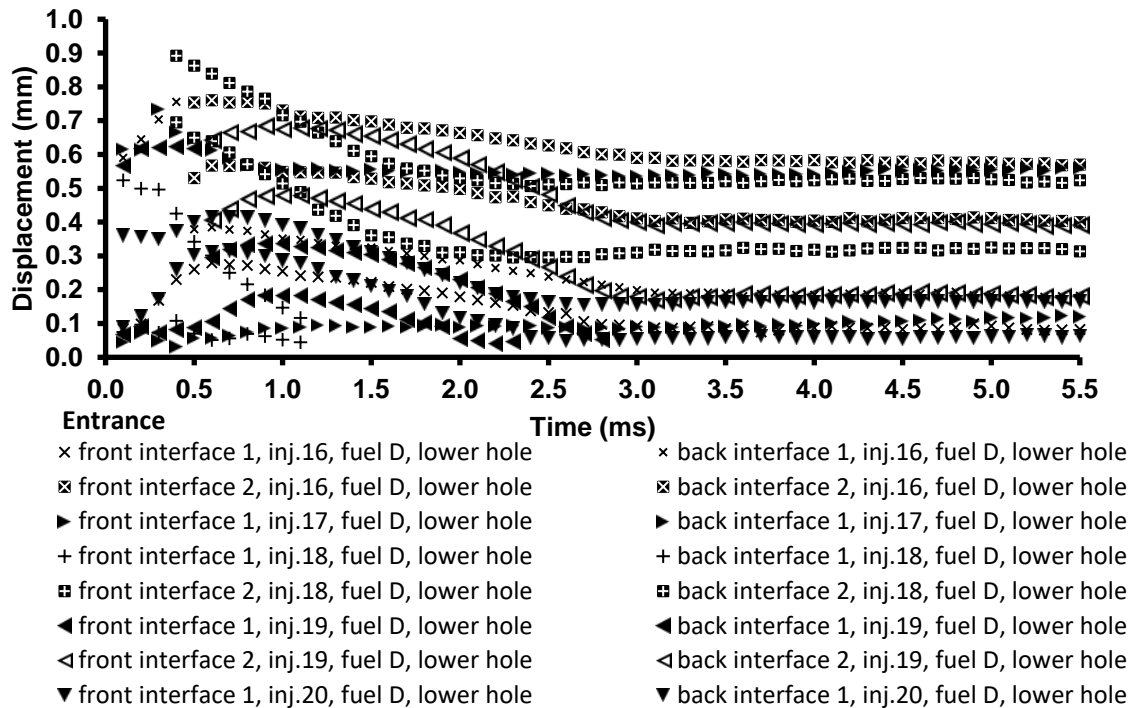 1.0
0.9
0.8
0.7
0.6
0.5
0.4
0.3
0.2
0.1
0.0
Displacement (mm)
0.0 0.5 1.0 1.5 2.0 2.5 3.0 3.5 4.0 4.5 5.0 5.5
Entrance
Time (ms)
front interface 1, inj.16, fuel D, lower hole
back interface 1, inj.16, fuel D, lower hole
front interface 2, inj.16, fuel D, lower hole
back interface 2, inj.16, fuel D, lower hole
front interface 1, inj.17, fuel D, lower hole
back interface 1, inj.17, fuel D, lower hole
front interface 1, inj.18, fuel D, lower hole
back interface 1, inj.18, fuel D, lower hole
front interface 2, inj.18, fuel D, lower hole
back interface 2, inj.18, fuel D, lower hole
front interface 1, inj.19, fuel D, lower hole
back interface 1, inj.19, fuel D, lower hole
front interface 2, inj.19, fuel D, lower hole
back interface 2, inj.19, fuel D, lower hole
front interface 1, inj.20, fuel D, lower hole
back interface 1, inj.20, fuel D, lower hole